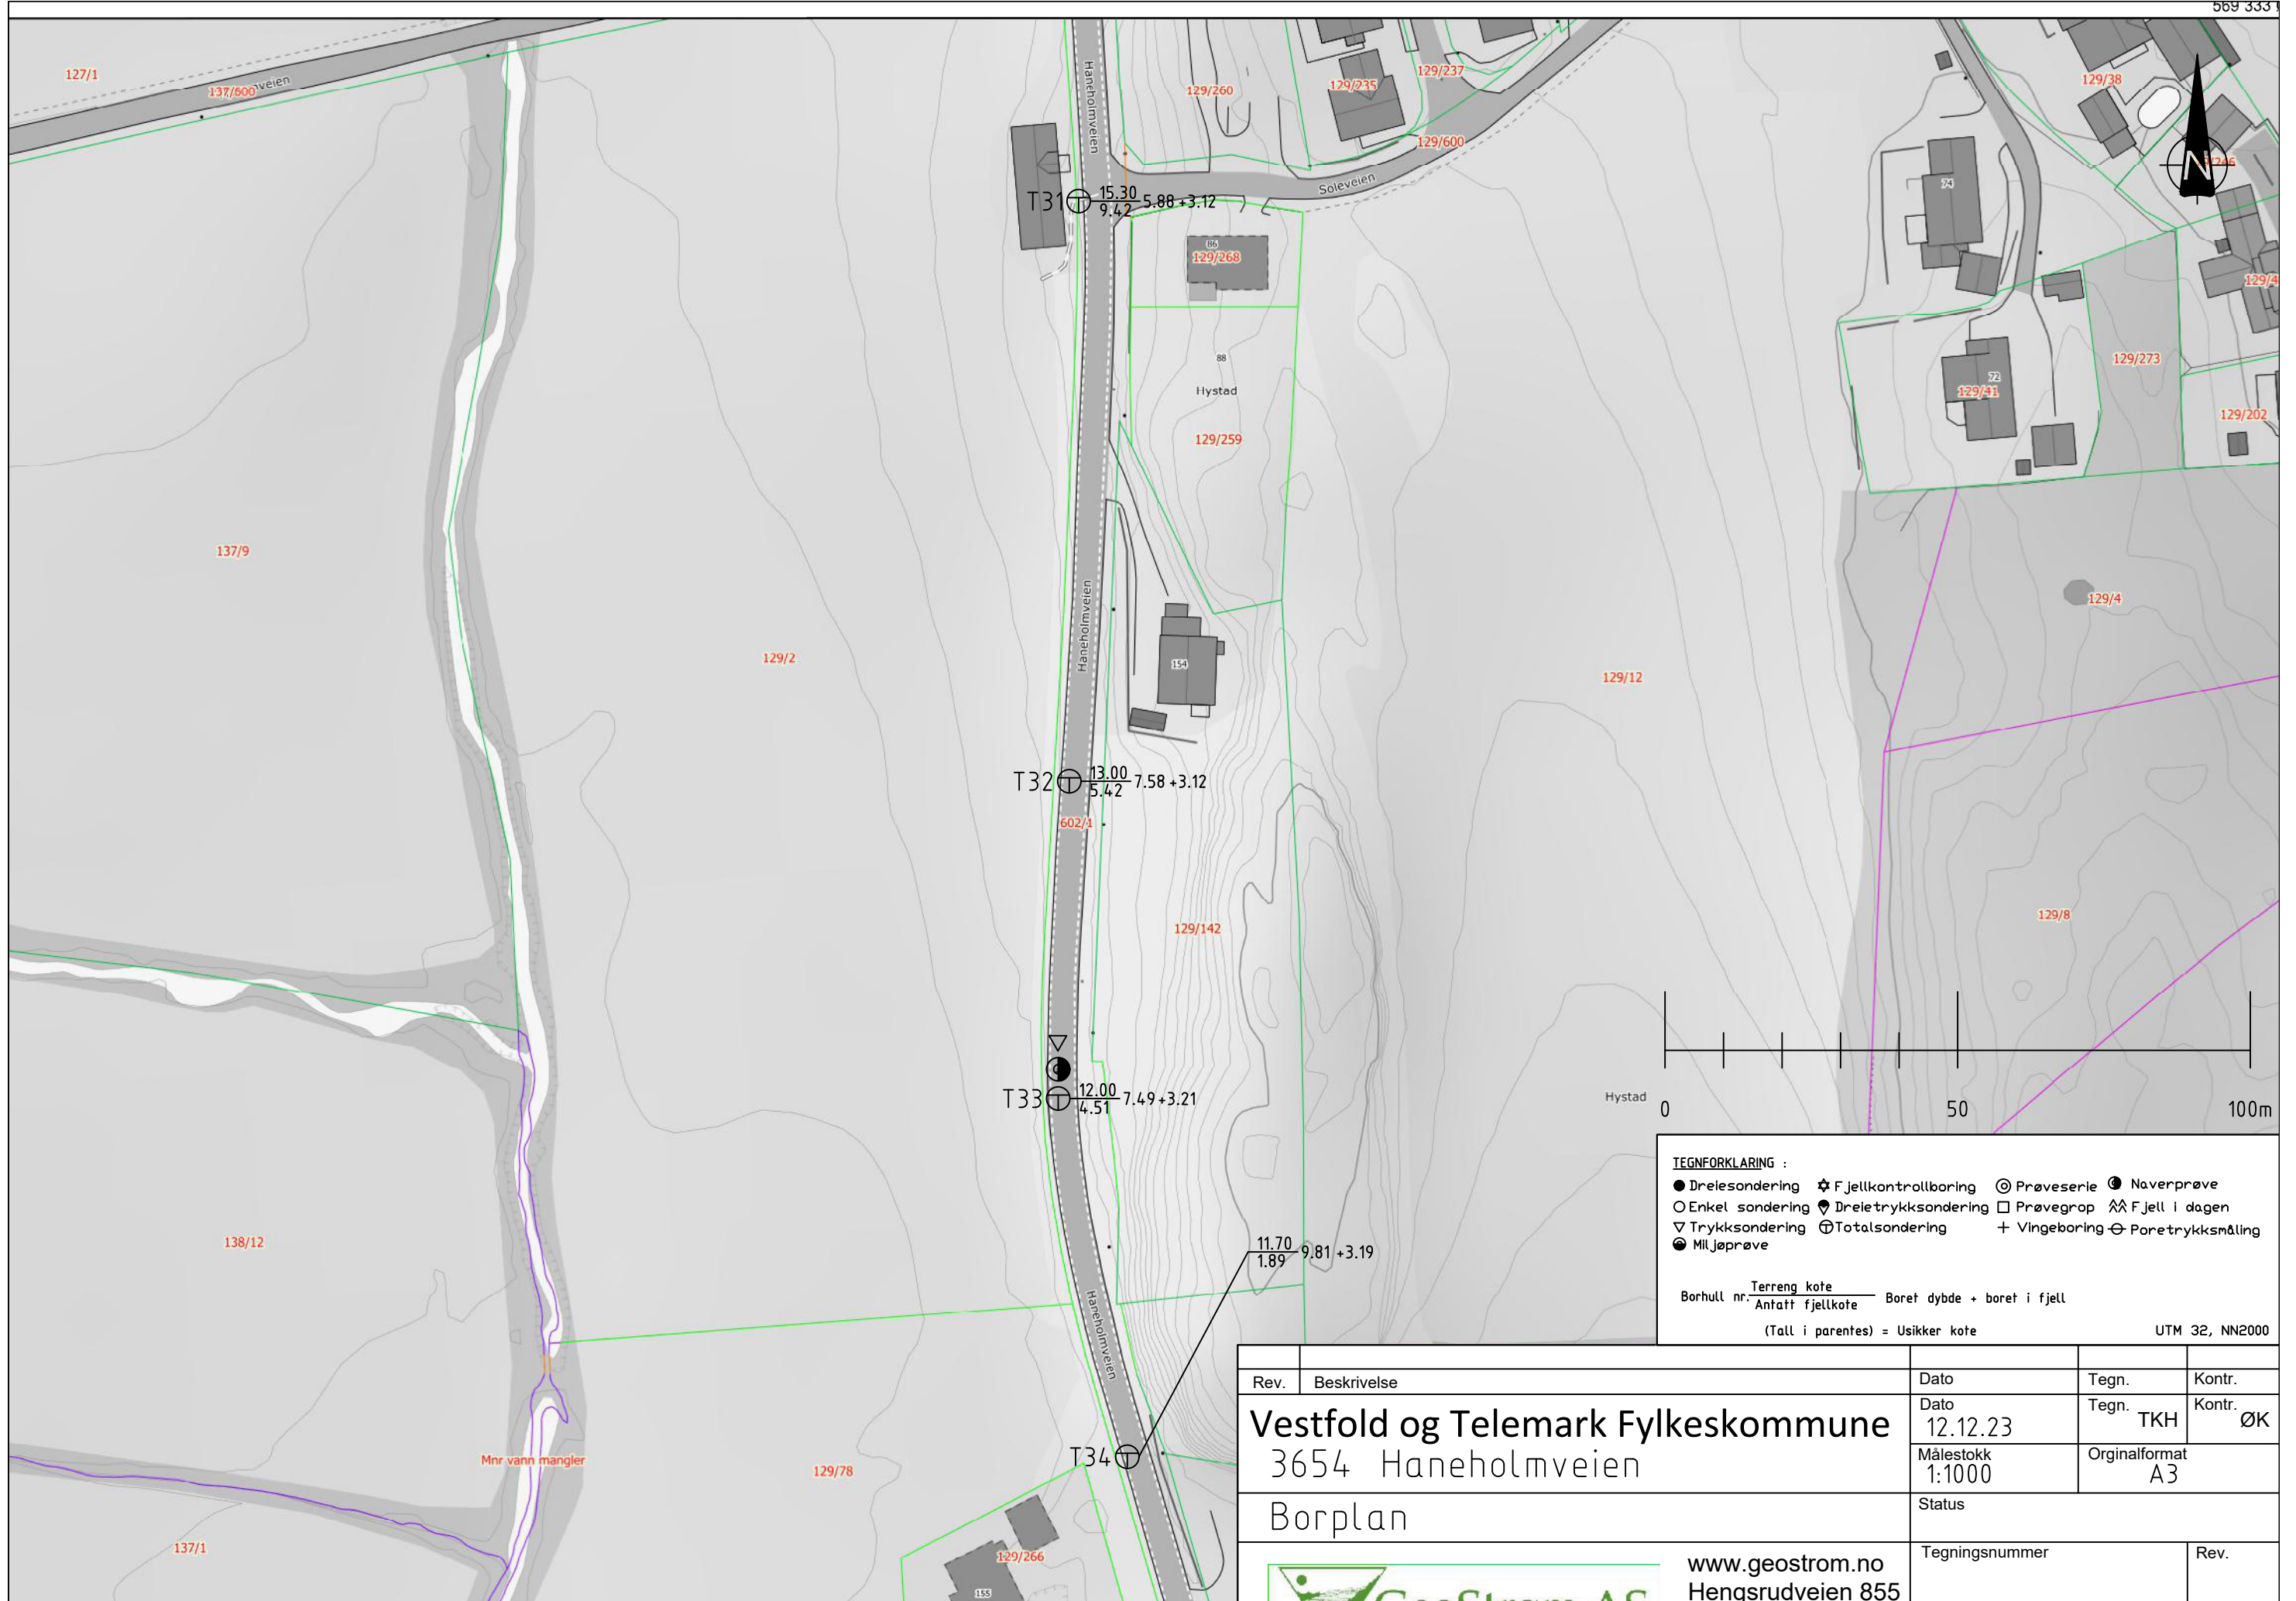 569 333
127/1
137/600
veien
Haneholmveien
129/260
129/235
129/237
129/600
Soleveien
129/38
74
T31 15.30 5.88 +3.12
9.42
86
129/268
88
Hystad
129/259
129/273
72
129/41
129/202
N
137/9
129/4
Haneholmveien
129/2
154
129/12
T32 13.00 7.58 +3.12
5.42
602/1
129/142
129/8
T33 12.00 7.49 +3.21
4.51
Hystad
0 50 100m
138/12
11.70 9.81 +3.19
1.89
Haneholmveien
T34
Mnr vann mangler
129/78
137/1
129/266
155
TEGNFORKLARING :
Dreiesondering Fjellkontrollboring Prøveserie Naverprøve
Enkel sondering Dreietrykksondering Prøvegrop Fjell i dagen
Trykksondering Totalsondering Vingeboring Poretrykksmåling
Miljøprøve
Borhull nr. Terreng kote Boret dybde + boret i fjell
Antatt fjellkote
(Tall i parentes) = Usikker kote UTM 32, NN2000
Rev. Beskrivelse Dato Tegn. Kontr.
Vestfold og Telemark Fylkeskommune
3654 Haneholmveien
Dato 12.12.23
Tegn. TKH
Kontr. ØK
Målestokk 1:1000
Orginalformat A3
Borplan
Status
Tegningsnummer Rev.
GeoStrøm AS
www.geostrom.no
Hengsrudveien 855